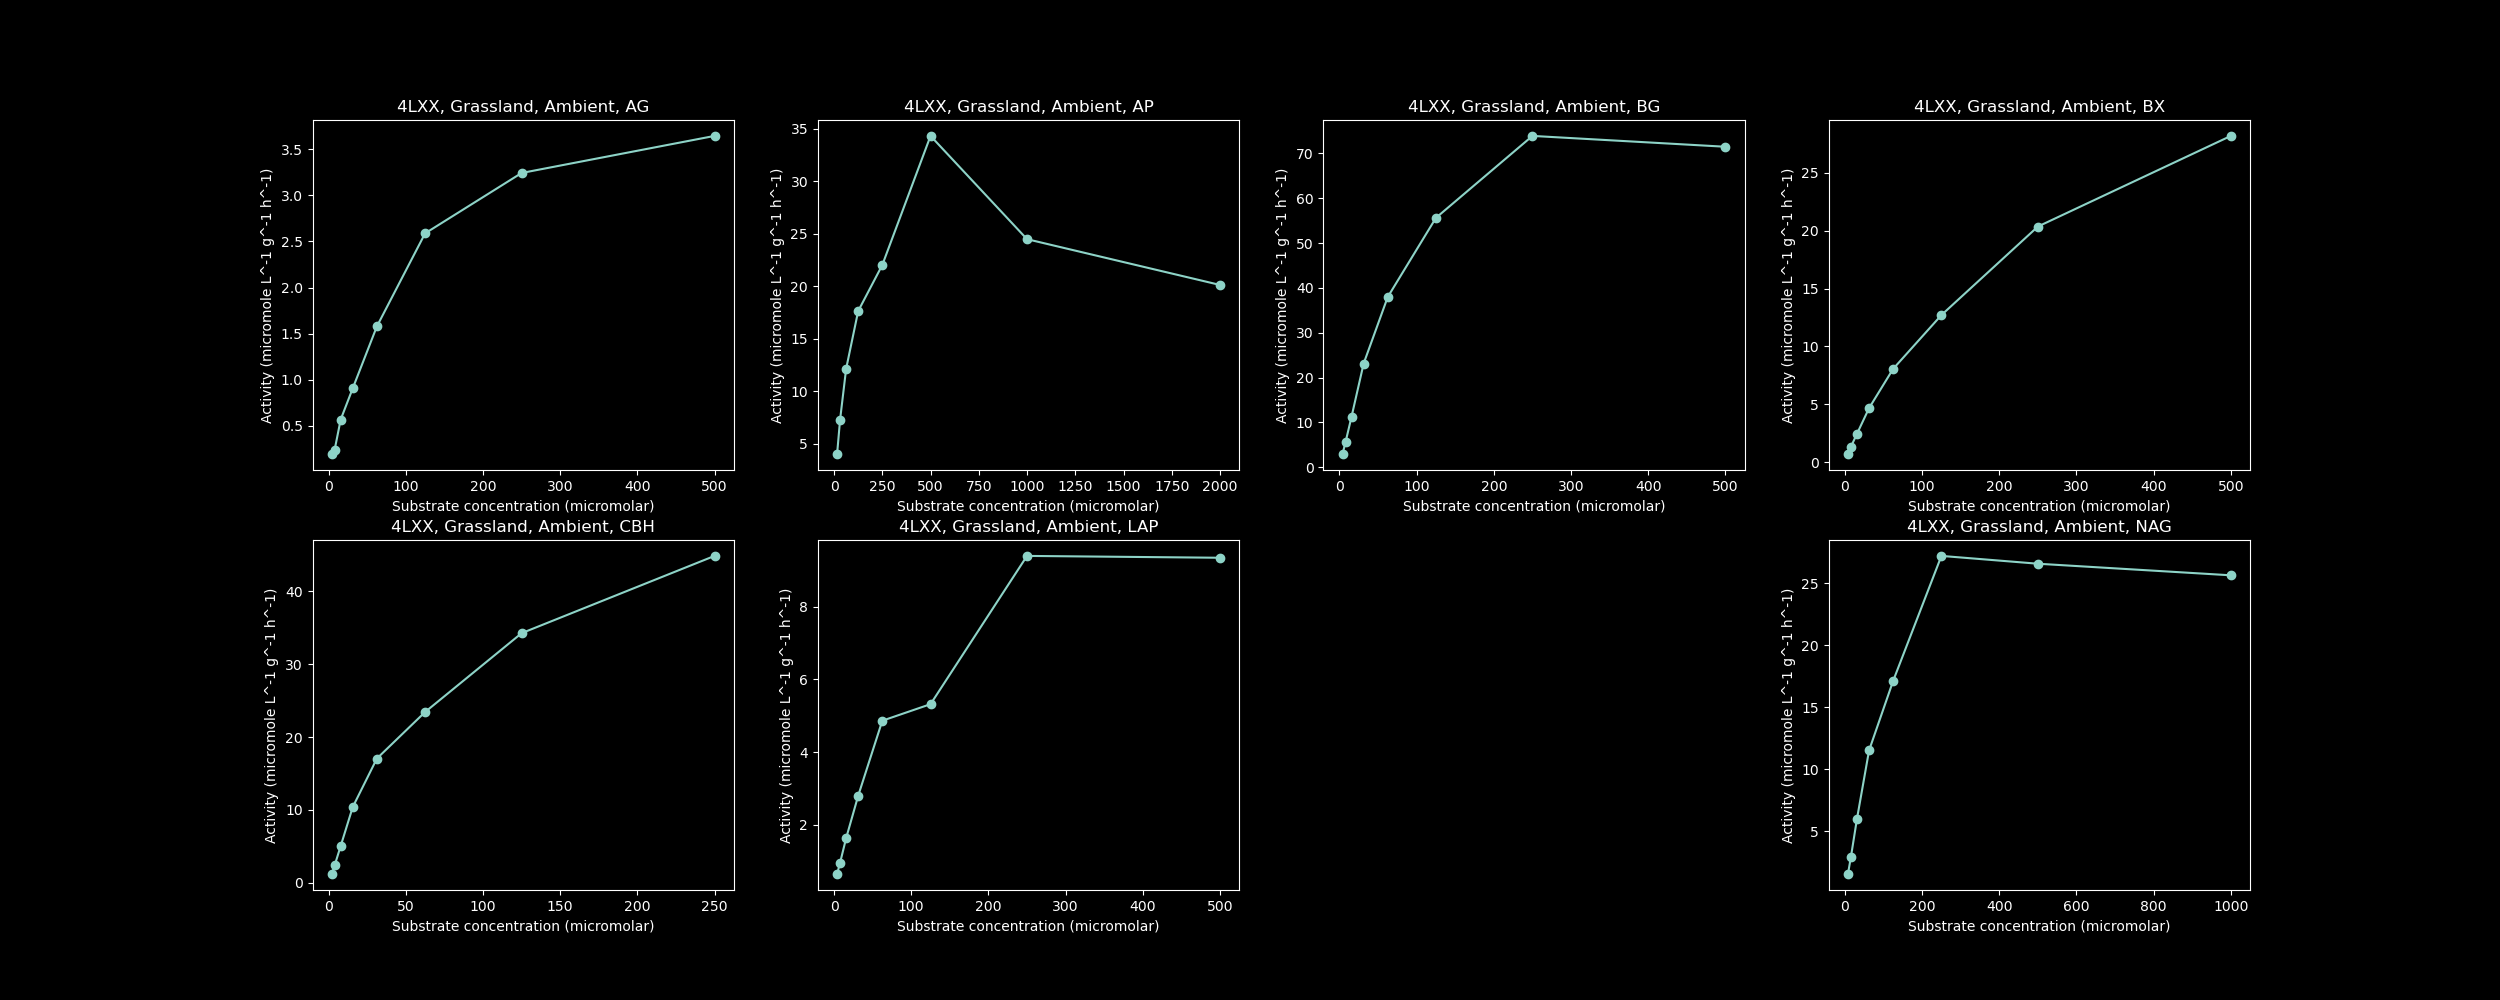 4LXX, Grassland, Ambient, AG
3.5
3.0
2.5
2.0
1.5
1.0
0.5
Activity (micromole L^-1 g^-1 h^-1)
0 100 200 300 400 500
Substrate concentration (micromolar)
4LXX, Grassland, Ambient, AP
35
30
25
20
15
10
5
Activity (micromole L^-1 g^-1 h^-1)
0 250 500 750 1000 1250 1500 1750 2000
Substrate concentration (micromolar)
4LXX, Grassland, Ambient, BG
70
60
50
40
30
20
10
0
Activity (micromole L^-1 g^-1 h^-1)
0 100 200 300 400 500
Substrate concentration (micromolar)
4LXX, Grassland, Ambient, BX
25
20
15
10
5
0
Activity (micromole L^-1 g^-1 h^-1)
0 100 200 300 400 500
Substrate concentration (micromolar)
4LXX, Grassland, Ambient, CBH
40
30
20
10
0
Activity (micromole L^-1 g^-1 h^-1)
0 50 100 150 200 250
Substrate concentration (micromolar)
4LXX, Grassland, Ambient, LAP
8
6
4
2
Activity (micromole L^-1 g^-1 h^-1)
0 100 200 300 400 500
Substrate concentration (micromolar)
4LXX, Grassland, Ambient, NAG
25
20
15
10
5
Activity (micromole L^-1 g^-1 h^-1)
0 200 400 600 800 1000
Substrate concentration (micromolar)